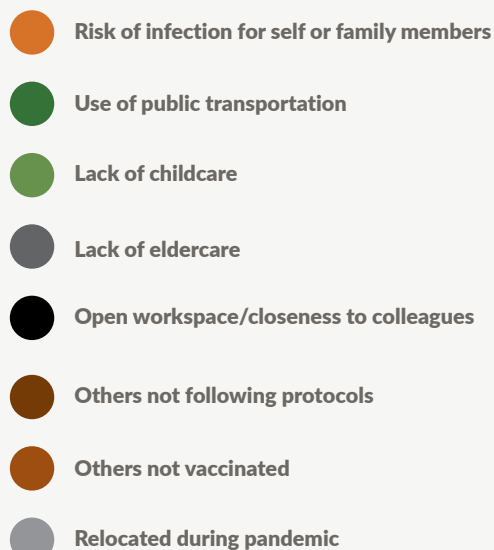 Risk of infection for self or family members
Use of public transportation
Lack of childcare
Lack of eldercare
Open workspace/closeness to colleagues
Others not following protocols
Others not vaccinated
Relocated during pandemic